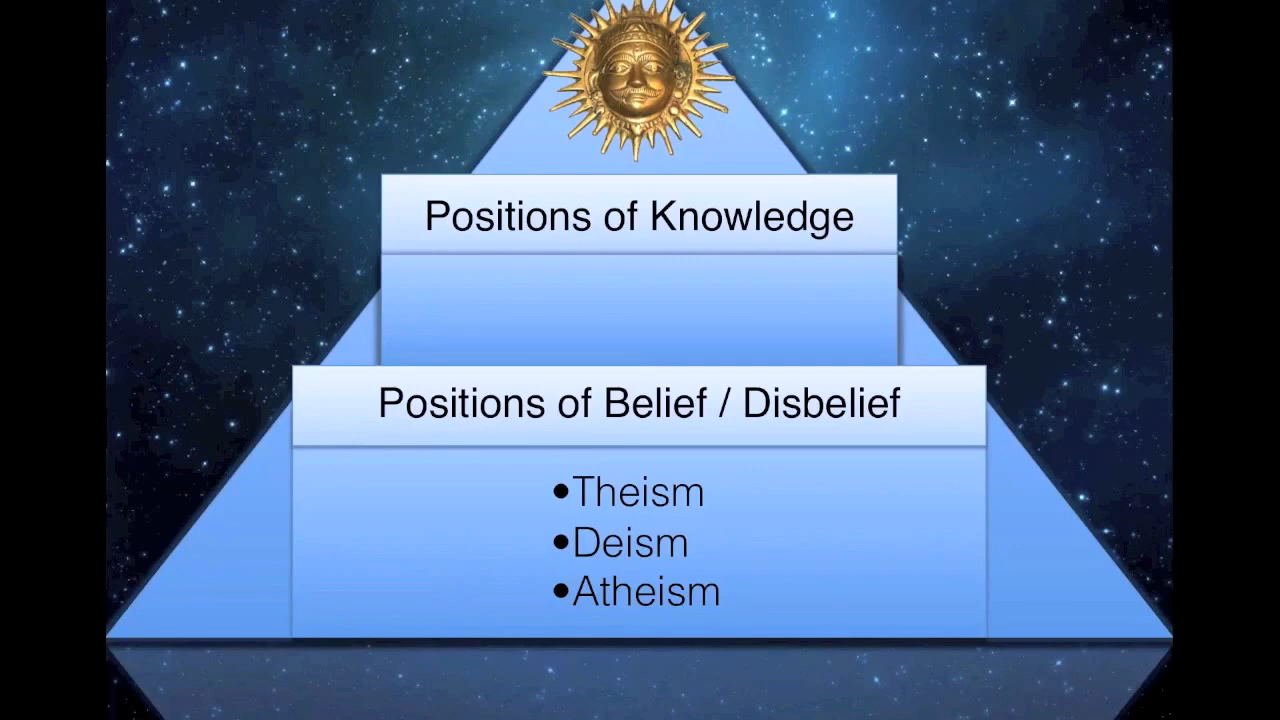 Positions of Knowledge
Positions of Belief / Disbelief
•Theism
•Deism
•Atheism